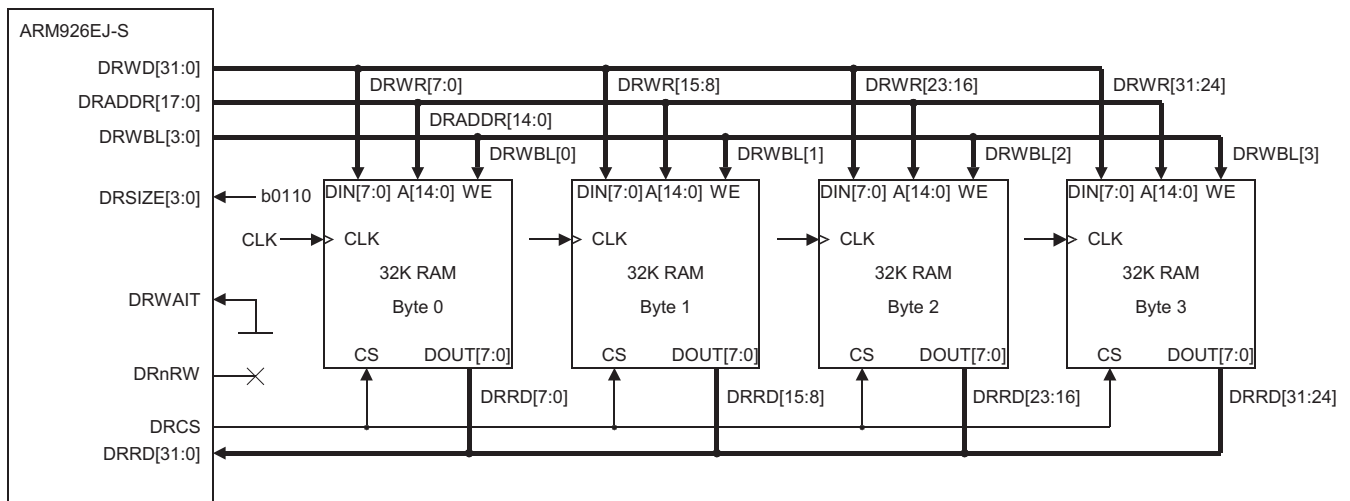 ARM926EJ-S
DRWD[31:0]
DRWR[7:0]
DRWR[15:8]
DRWR[23:16]
DRWR[31:24]
DRADDR[17:0]
DRADDR[14:0]
DRWBL[3:0]
DRWBL[0]
DRWBL[1]
DRWBL[2]
DRWBL[3]
DRSIZE[3:0]
b0110
DIN[7:0] A[14:0] WE
DIN[7:0] A[14:0] WE
DIN[7:0] A[14:0] WE
DIN[7:0] A[14:0] WE
CLK
CLK
CLK
CLK
CLK
32K RAM
Byte 0
32K RAM
Byte 1
32K RAM
Byte 2
32K RAM
Byte 3
DRWAIT
CS DOUT[7:0]
CS DOUT[7:0]
CS DOUT[7:0]
CS DOUT[7:0]
DRnRW
DRRD[7:0]
DRRD[15:8]
DRRD[23:16]
DRRD[31:24]
DRCS
DRRD[31:0]